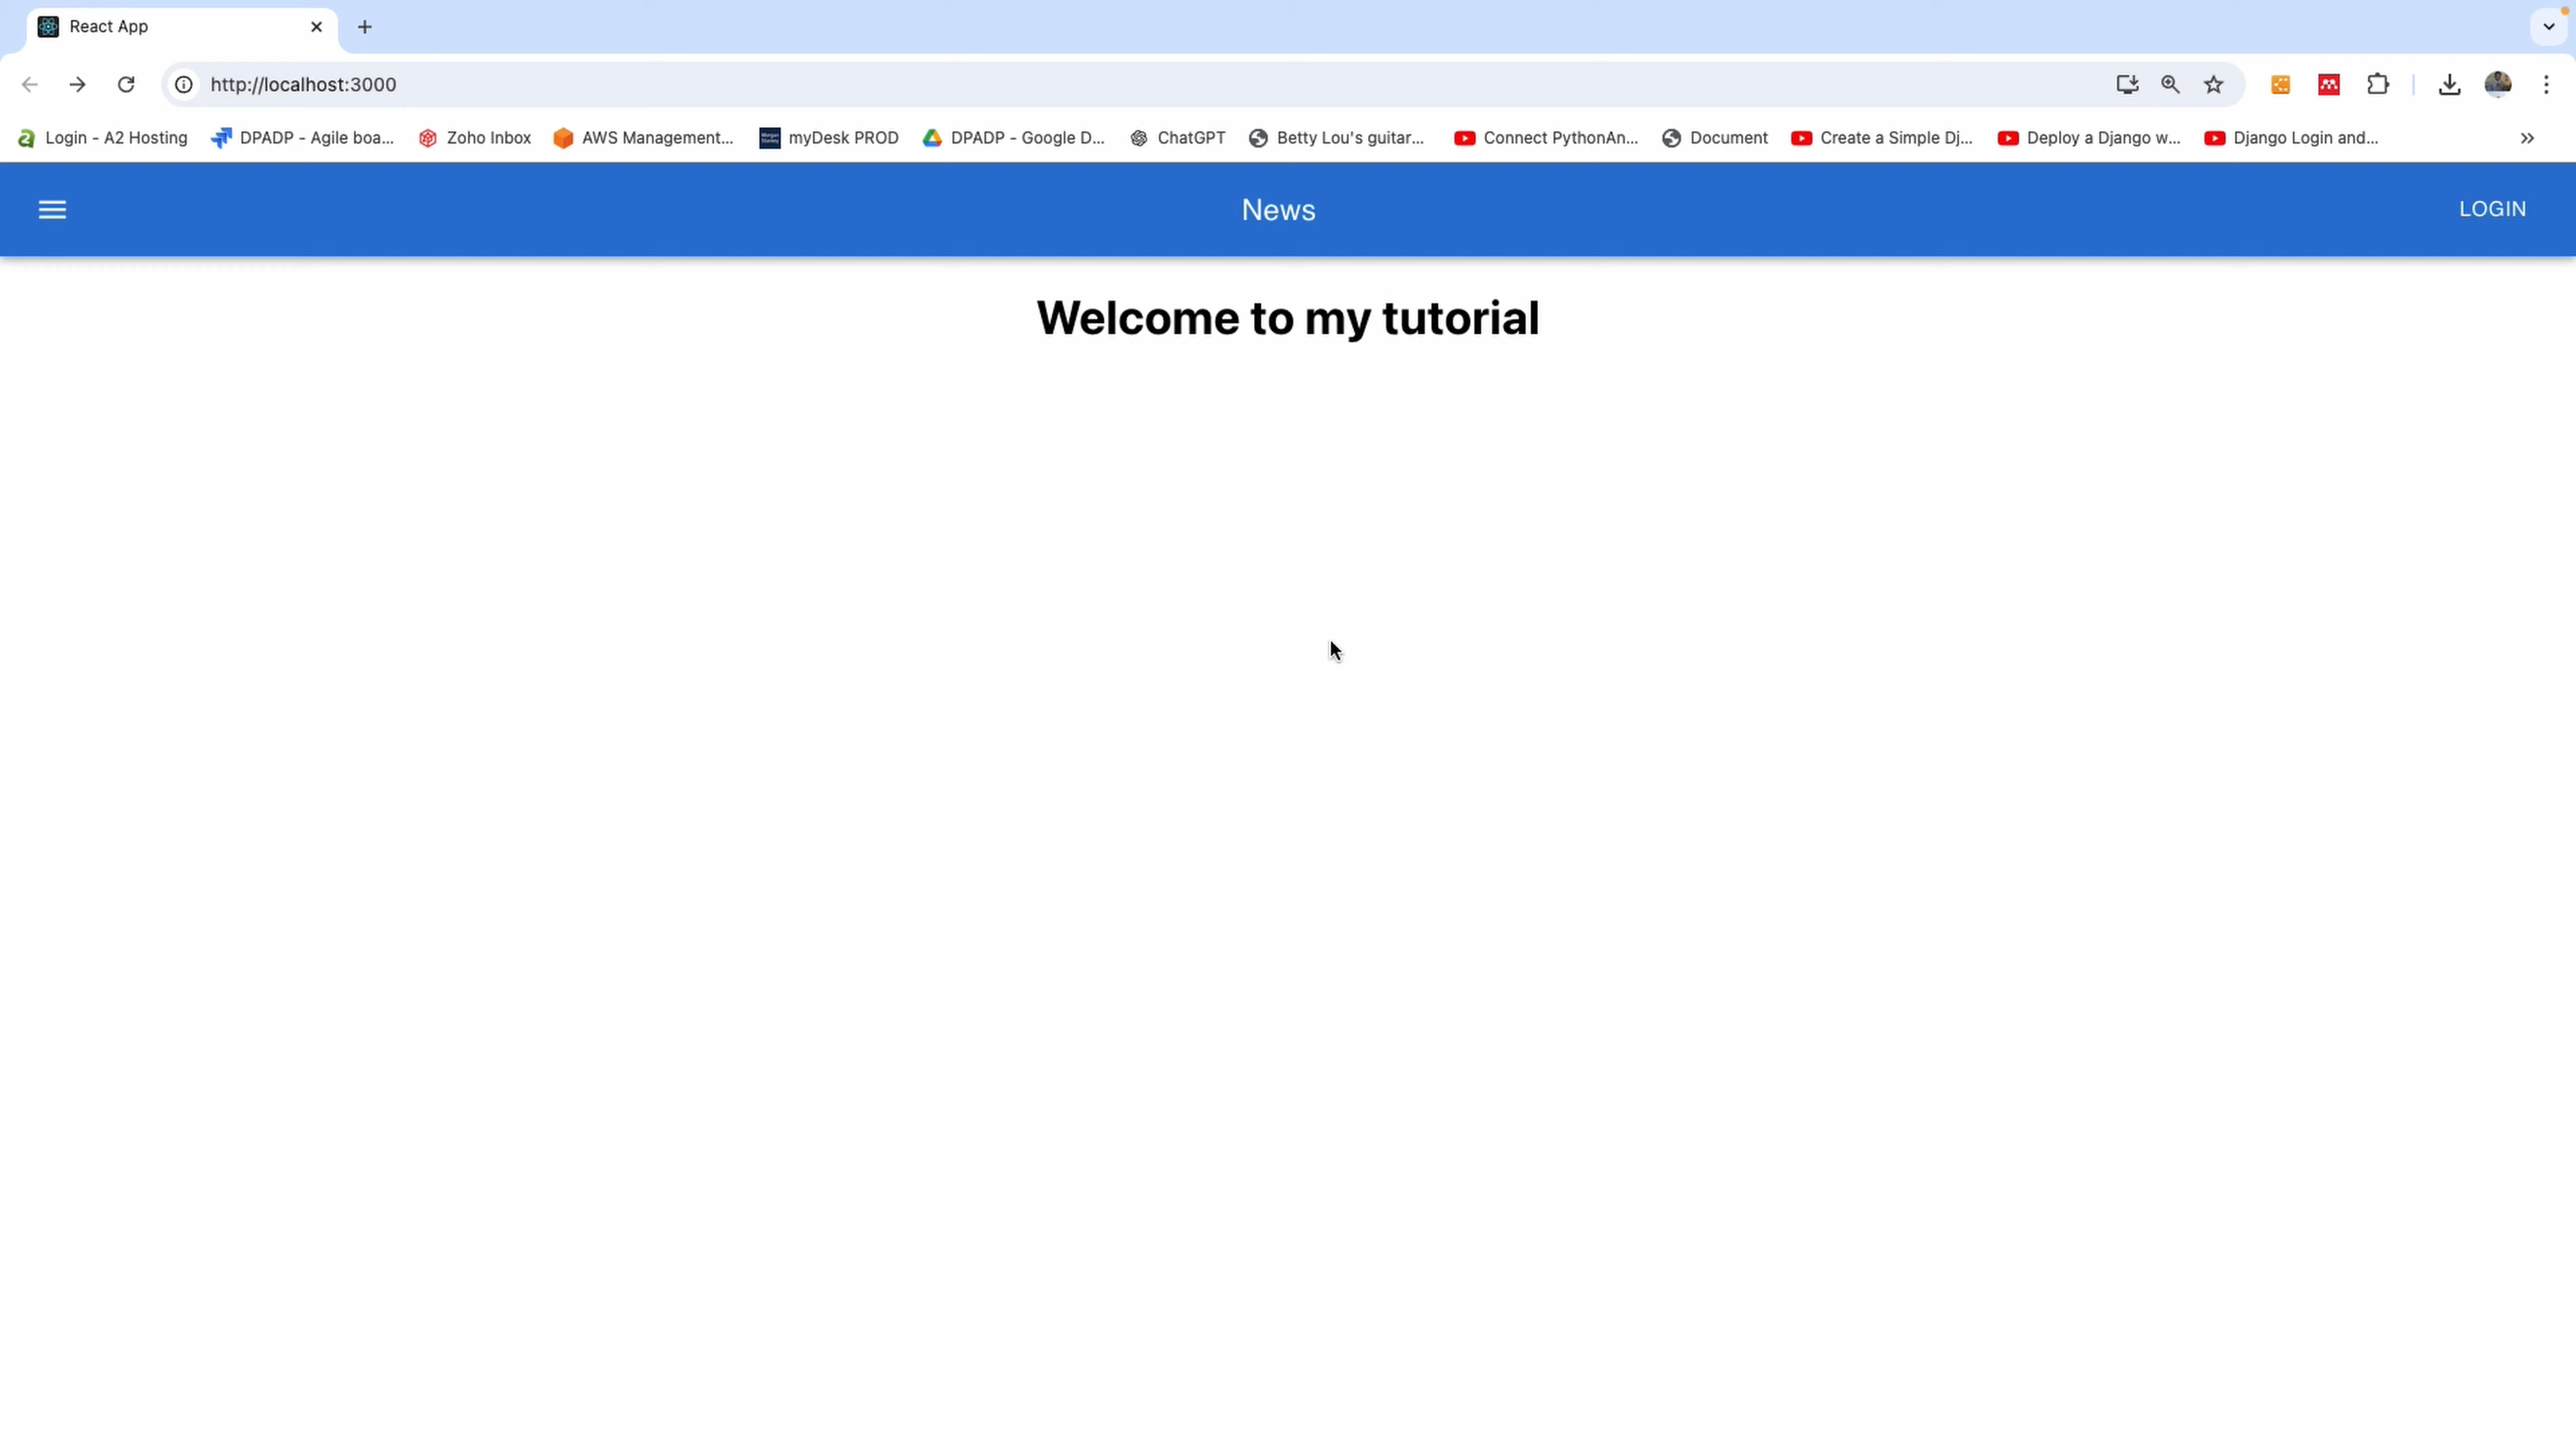 React App
http://localhost:3000
Login - A2 Hosting
DPADP - Agile boa...
Zoho Inbox
AWS Management...
myDesk PROD
DPADP - Google D...
ChatGPT
Betty Lou's guitar...
Connect PythonAn...
Document
Create a Simple Dj...
Deploy a Django w...
Django Login and...
News
LOGIN
Welcome to my tutorial